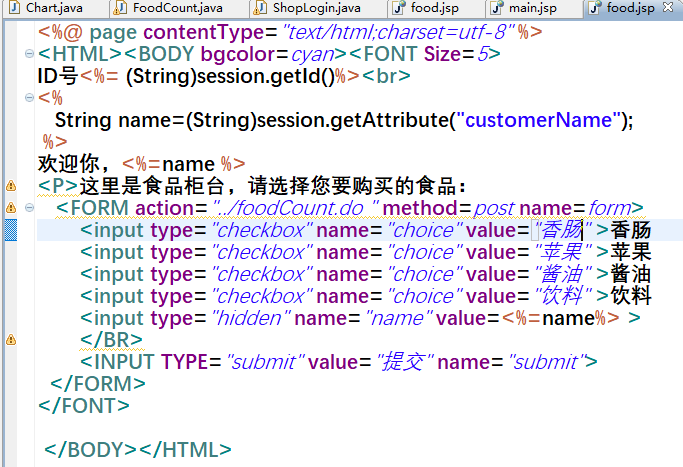 Chart.java FoodCount.java ShopLogin.java food.jsp main.jsp food.jsp
<%@ page contentType="text/html;charset=utf-8" %>
<HTML><BODY bgcolor=cyan><FONT Size=5>
ID号<%= (String)session.getId()%><br>
<%
String name=(String)session.getAttribute("customerName");
%>
欢迎你，<%=name %>
<P>这里是食品柜台，请选择您要购买的食品：
<FORM action="../foodCount.do " method=post name=form>
<input type="checkbox" name="choice" value="香肠" >香肠
<input type="checkbox" name="choice" value="苹果" >苹果
<input type="checkbox" name="choice" value="酱油" >酱油
<input type="checkbox" name="choice" value="饮料" >饮料
<input type="hidden" name="name" value=<%=name%> >
</BR>
<INPUT TYPE="submit" value="提交" name="submit">
</FORM>
</FONT>
</BODY></HTML>